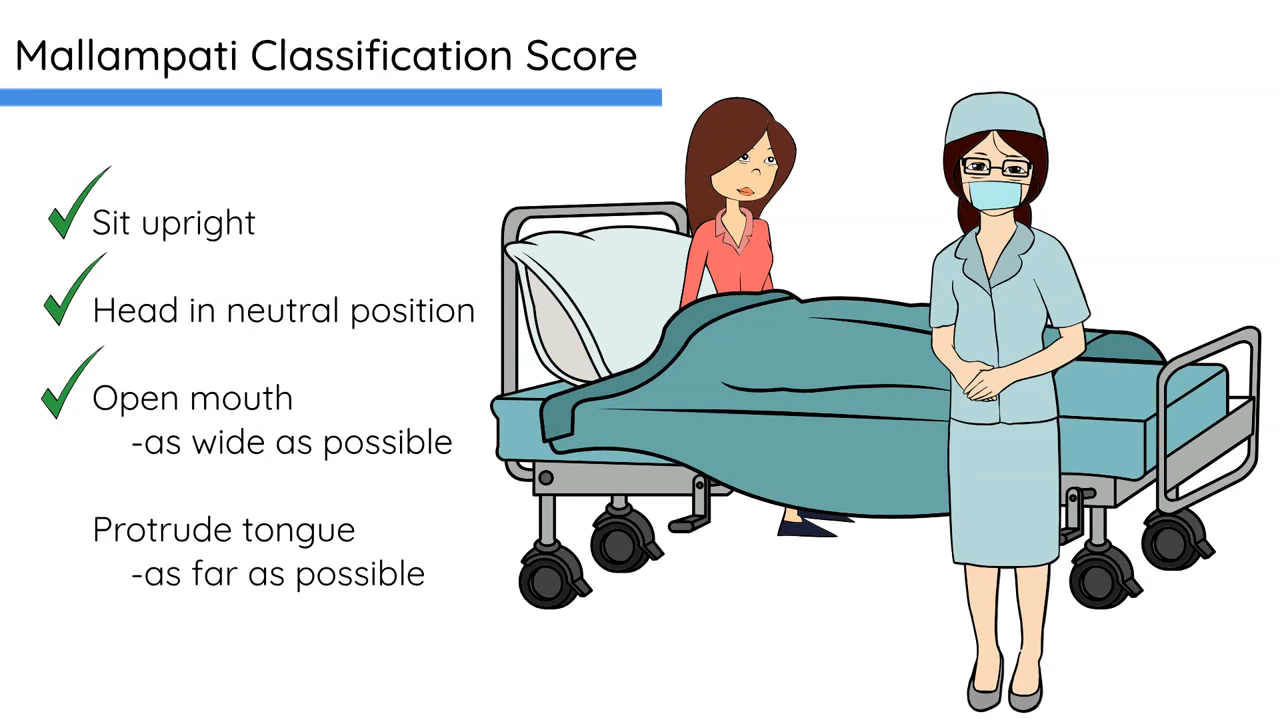 Mallampati Classification Score
Sit upright
Head in neutral position
Open mouth
-as wide as possible
Protrude tongue
-as far as possible